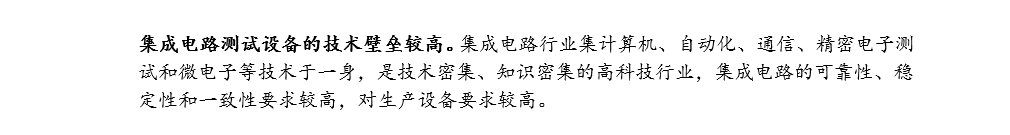 集成电路测试设备的技术壁垒较高。集成电路行业集计算机、自动化、通信、精密电子测
试和微电子等技术于一身，是技术密集、知识密集的高科技行业，集成电路的可靠性、稳
定性和一致性要求较高，对生产设备要求较高。